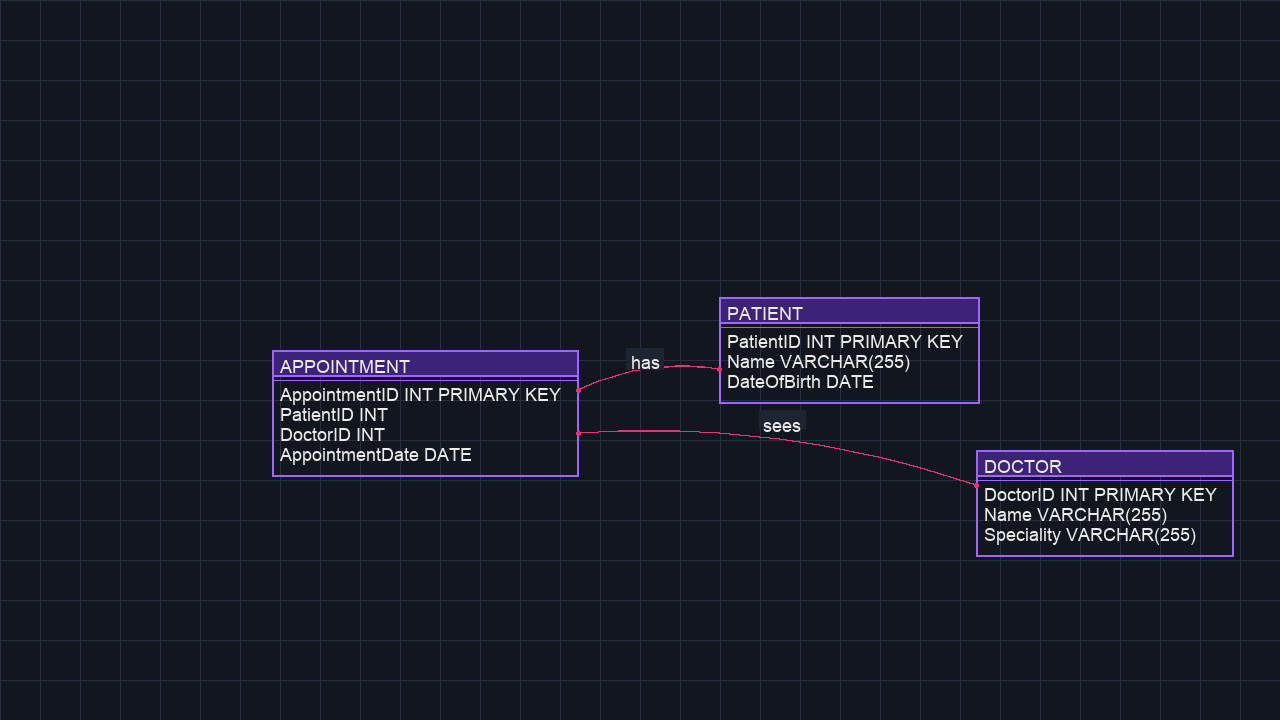 APPOINTMENT
AppointmentID INT PRIMARY KEY
PatientID INT
DoctorID INT
AppointmentDate DATE
has
PATIENT
PatientID INT PRIMARY KEY
Name VARCHAR(255)
DateOfBirth DATE
sees
DOCTOR
DoctorID INT PRIMARY KEY
Name VARCHAR(255)
Speciality VARCHAR(255)